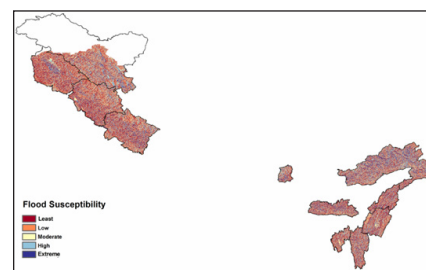 Flood Susceptibility
Least
Low
Moderate
High
Extreme